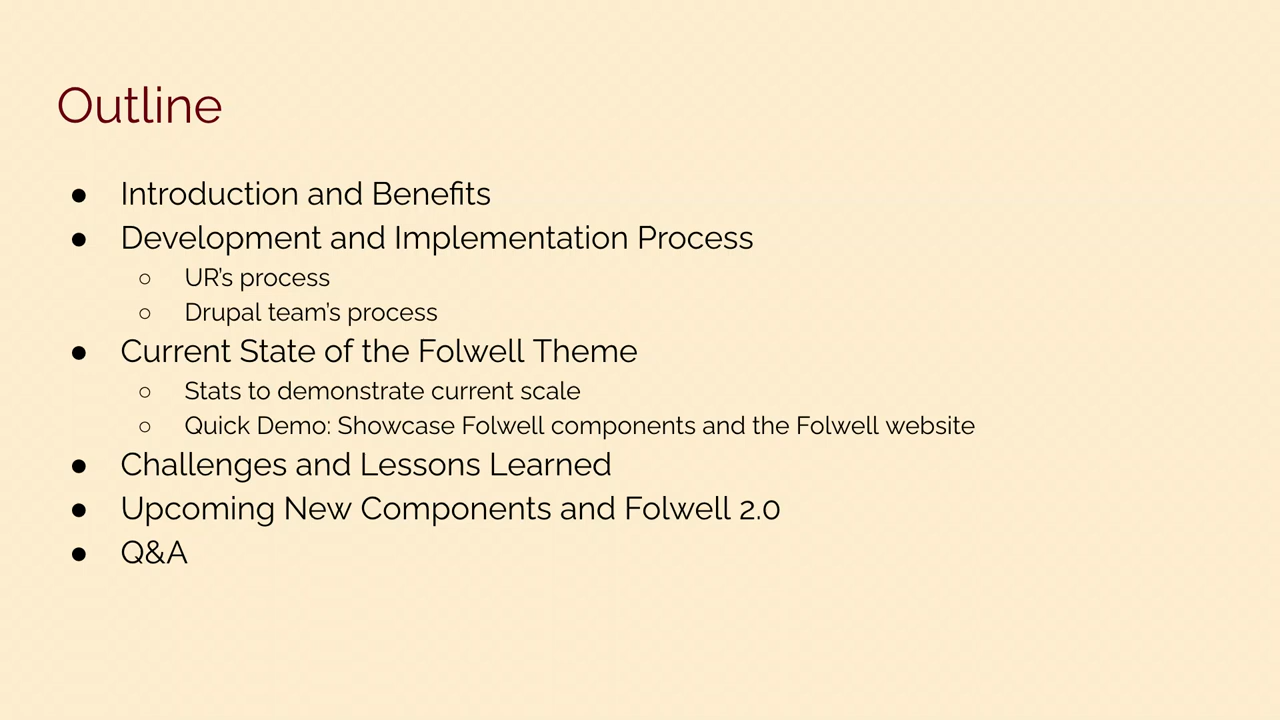 Outline
● Introduction and Benefits
● Development and Implementation Process
○ UR’s process
○ Drupal team’s process
● Current State of the Folwell Theme
○ Stats to demonstrate current scale
○ Quick Demo: Showcase Folwell components and the Folwell website
● Challenges and Lessons Learned
● Upcoming New Components and Folwell 2.0
● Q&A